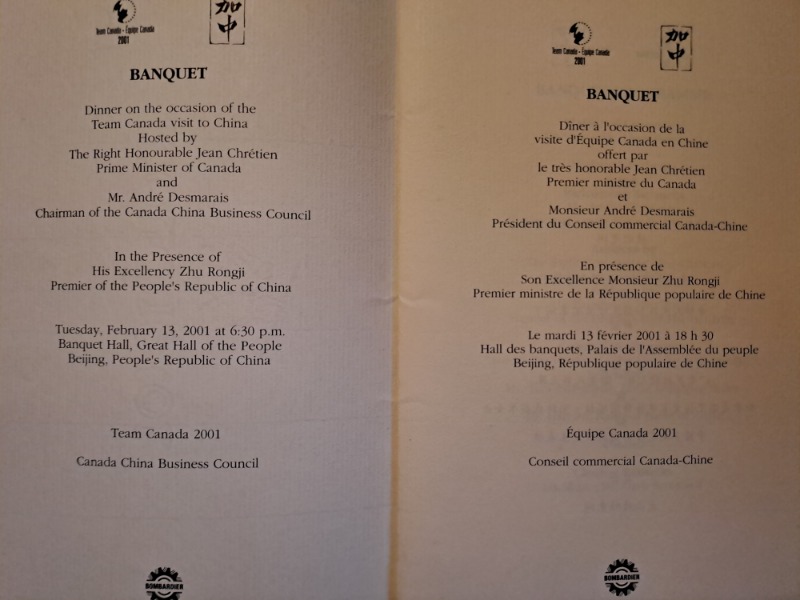 Team Canada - Équipe Canada
2001
加
中
BANQUET
Dinner on the occasion of the
Team Canada visit to China
Hosted by
The Right Honourable Jean Chrétien
Prime Minister of Canada
and
Mr. André Desmarais
Chairman of the Canada China Business Council
In the Presence of
His Excellency Zhu Rongji
Premier of the People's Republic of China
Tuesday, February 13, 2001 at 6:30 p.m.
Banquet Hall, Great Hall of the People
Beijing, People's Republic of China
Team Canada 2001
Canada China Business Council
BOMBARDIER
Team Canada - Équipe Canada
2001
加
中
BANQUET
Dîner à l'occasion de la
visite d'Équipe Canada en Chine
offert par
le très honorable Jean Chrétien
Premier ministre du Canada
et
Monsieur André Desmarais
Président du Conseil commercial Canada-Chine
En présence de
Son Excellence Monsieur Zhu Rongji
Premier ministre de la République populaire de Chine
Le mardi 13 février 2001 à 18 h 30
Hall des banquets, Palais de l'Assemblée du peuple
Beijing, République populaire de Chine
Équipe Canada 2001
Conseil commercial Canada-Chine
BOMBARDIER